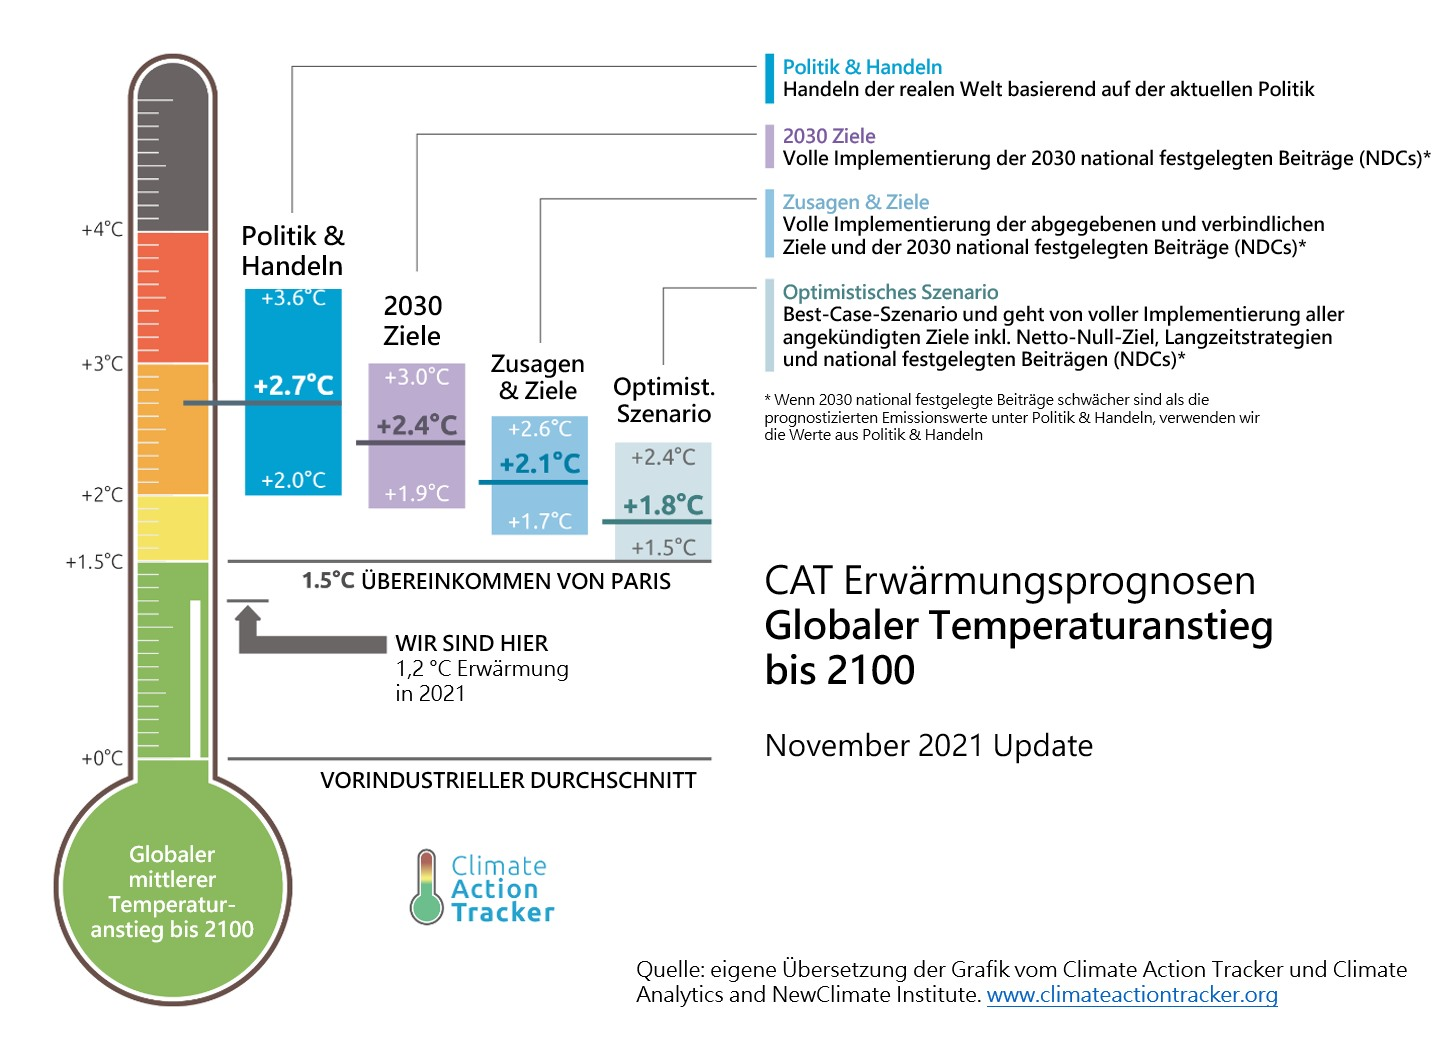 Politik & Handeln
Handeln der realen Welt basierend auf der aktuellen Politik
2030 Ziele
Volle Implementierung der 2030 national festgelegten Beiträge (NDCs)*
Zusagen & Ziele
Volle Implementierung der abgegebenen und verbindlichen
Ziele und der 2030 national festgelegten Beiträge (NDCs)*
Optimistisches Szenario
Best-Case-Szenario und geht von voller Implementierung aller
angekündigten Ziele inkl. Netto-Null-Ziel, Langzeitstrategien
und national festgelegten Beiträgen (NDCs)*
* Wenn 2030 national festgelegte Beiträge schwächer sind als die
prognostizierten Emissionswerte unter Politik & Handeln, verwenden wir
die Werte aus Politik & Handeln
+4°C
+3°C
+2°C
+1.5°C
+0°C
Politik &
Handeln
+3.6°C
+2.7°C
+2.0°C
2030
Ziele
+3.0°C
+2.4°C
+1.9°C
Zusagen
& Ziele
+2.6°C
+2.1°C
+1.7°C
Optimist.
Szenario
+2.4°C
+1.8°C
+1.5°C
1.5°C ÜBEREINKOMMEN VON PARIS
WIR SIND HIER
1,2 °C Erwärmung
in 2021
VORINDUSTRIELLER DURCHSCHNITT
Globaler
mittlerer
Temperatur-
anstieg bis 2100
CAT Erwärmungsprognosen
Globaler Temperaturanstieg
bis 2100
November 2021 Update
Climate
Action
Tracker
Quelle: eigene Übersetzung der Grafik vom Climate Action Tracker und Climate
Analytics and NewClimate Institute. www.climateactiontracker.org